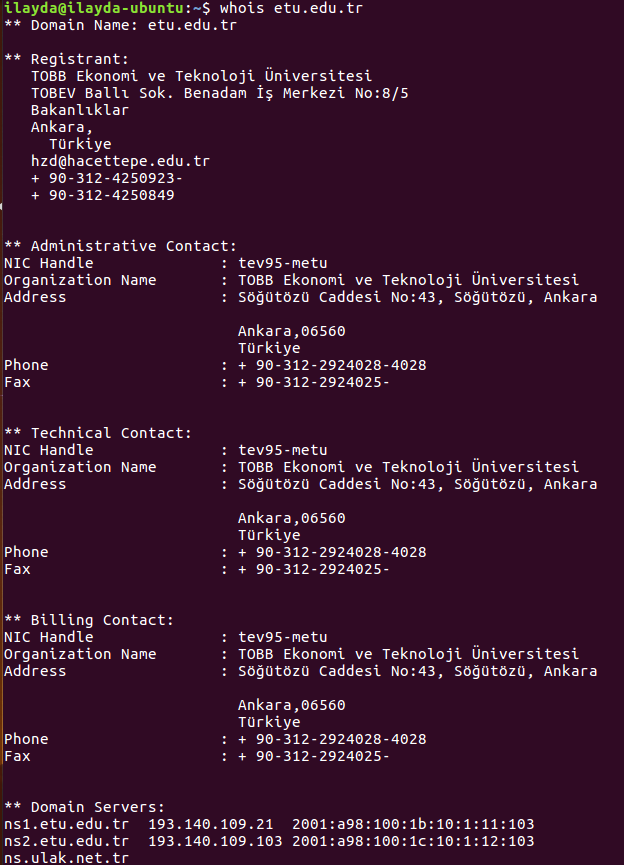 ilayda@ilayda-ubuntu:~$ whois etu.edu.tr
** Domain Name: etu.edu.tr
** Registrant:
TOBB Ekonomi ve Teknoloji Üniversitesi
TOBEV Ballı Sok. Benadam İş Merkezi No:8/5
Bakanlıklar
Ankara,
Türkiye
hzd@hacettepe.edu.tr
+ 90-312-4250923-
+ 90-312-4250849
** Administrative Contact:
NIC Handle : tev95-metu
Organization Name : TOBB Ekonomi ve Teknoloji Üniversitesi
Address : Söğütözü Caddesi No:43, Söğütözü, Ankara
Ankara,06560
Türkiye
Phone : + 90-312-2924028-4028
Fax : + 90-312-2924025-
** Technical Contact:
NIC Handle : tev95-metu
Organization Name : TOBB Ekonomi ve Teknoloji Üniversitesi
Address : Söğütözü Caddesi No:43, Söğütözü, Ankara
Ankara,06560
Türkiye
Phone : + 90-312-2924028-4028
Fax : + 90-312-2924025-
** Billing Contact:
NIC Handle : tev95-metu
Organization Name : TOBB Ekonomi ve Teknoloji Üniversitesi
Address : Söğütözü Caddesi No:43, Söğütözü, Ankara
Ankara,06560
Türkiye
Phone : + 90-312-2924028-4028
Fax : + 90-312-2924025-
** Domain Servers:
ns1.etu.edu.tr 193.140.109.21 2001:a98:100:1b:10:1:11:103
ns2.etu.edu.tr 193.140.109.103 2001:a98:100:1c:10:1:12:103
ns.ulak.net.tr